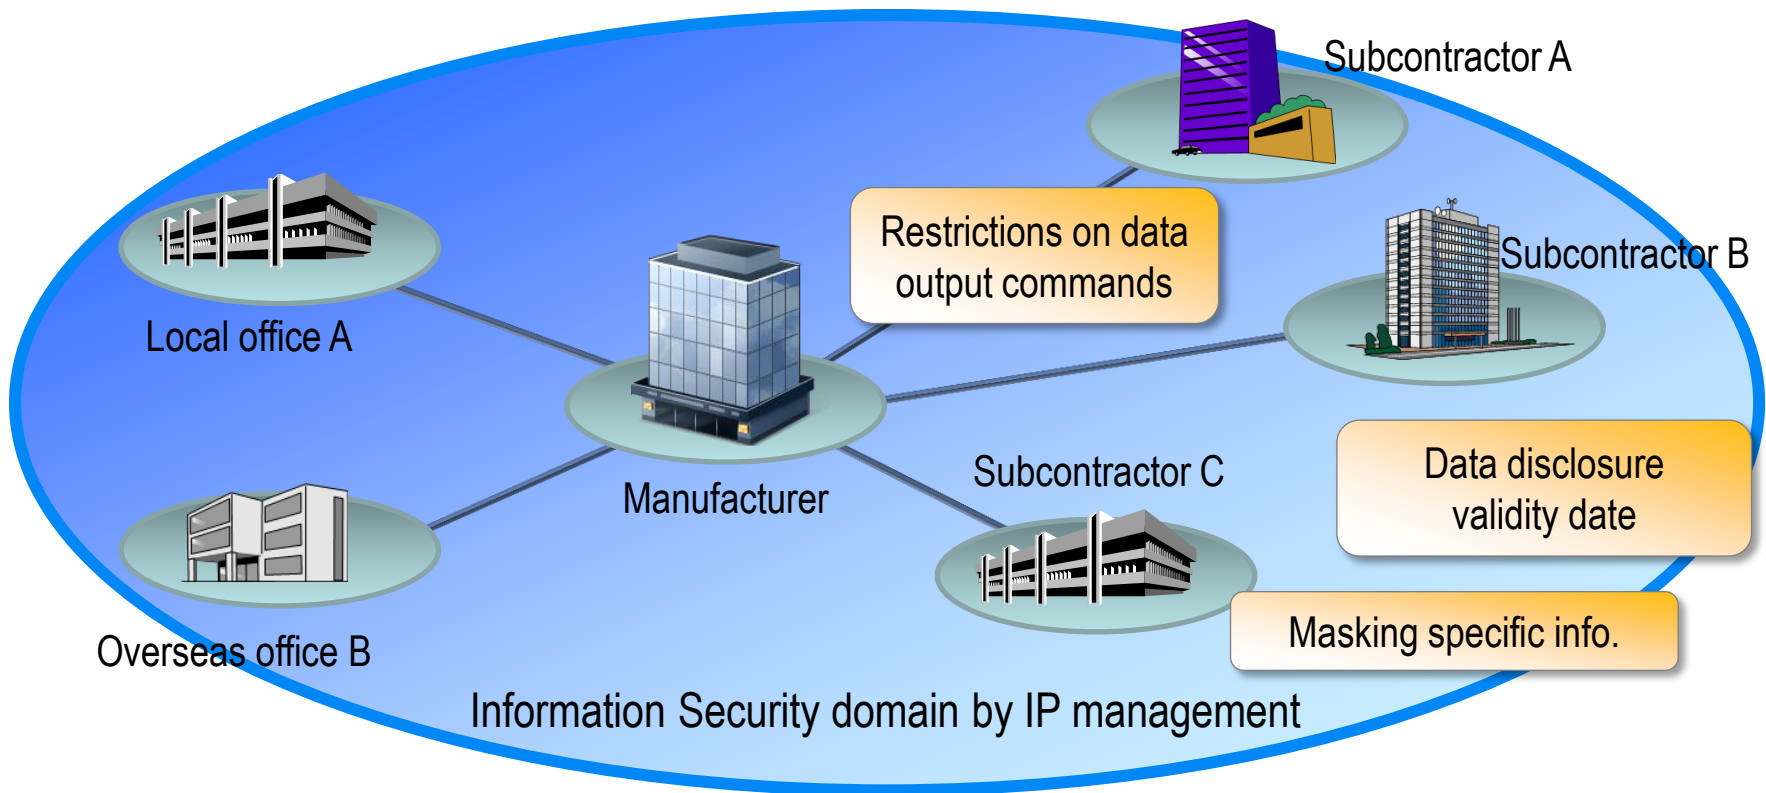 Subcontractor A
Restrictions on data
output commands
Subcontractor B
Local office A
Manufacturer
Subcontractor C
Data disclosure
validity date
Overseas office B
Masking specific info.
Information Security domain by IP management